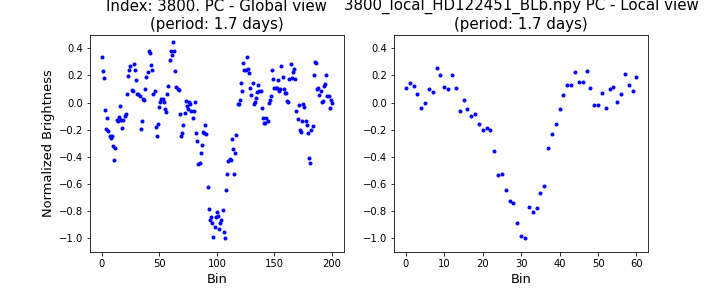 Index: 3800. PC - Global view
(period: 1.7 days)
3800_local_HD122451_BLb.npy PC - Local view
(period: 1.7 days)
Normalized Brightness
0.4
0.2
0.0
−0.2
−0.4
−0.6
−0.8
−1.0
0 50 100 150 200
Bin
0.4
0.2
0.0
−0.2
−0.4
−0.6
−0.8
−1.0
0 10 20 30 40 50 60
Bin